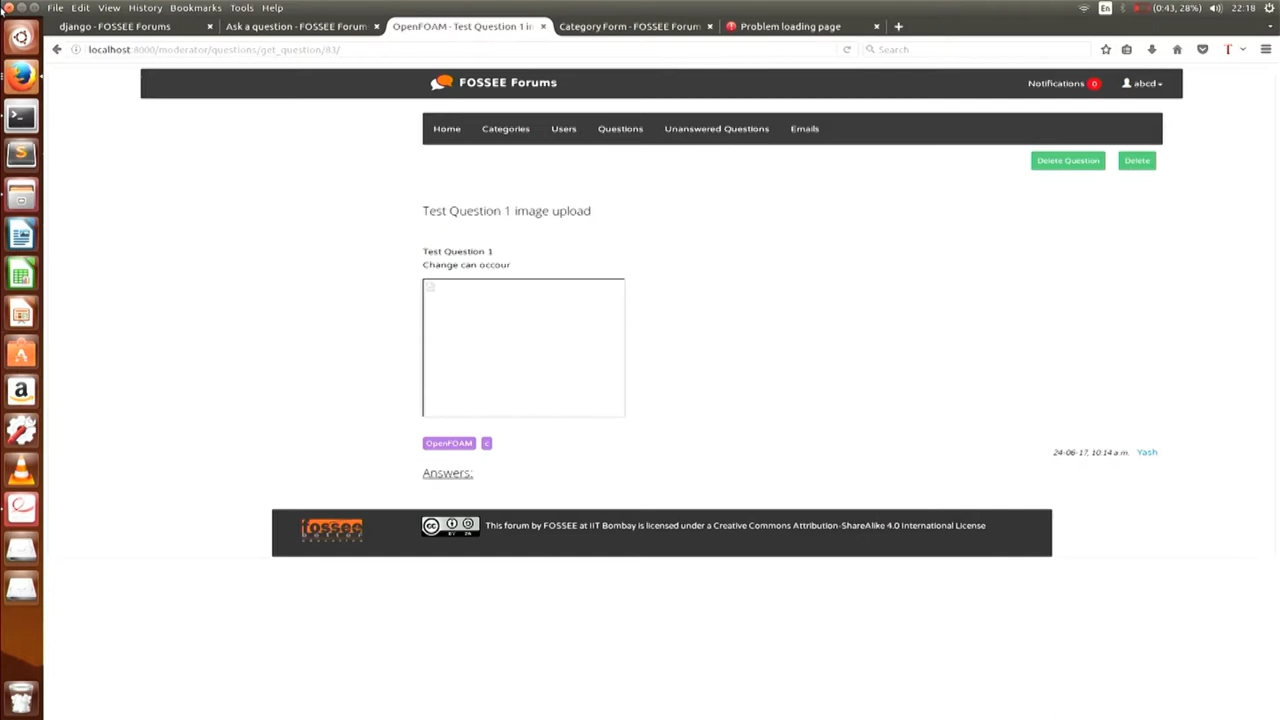 File Edit View History Bookmarks Tools Help
En (0:43, 28%) 22:18
django - FOSSEE Forums × Ask a question - FOSSEE Forum × OpenFOAM - Test Question 1 i × Category Form - FOSSEE Forum × Problem loading page × +
localhost:8000/moderator/questions/get_question/83/
Search
FOSSEE Forums
Notifications 0 abcd
Home Categories Users Questions Unanswered Questions Emails
Delete Question Delete
Test Question 1 image upload
Test Question 1
Change can occour
OpenFOAM c
24-06-17, 10:14 a.m. Yash
Answers:
fossee
This forum by FOSSEE at IIT Bombay is licensed under a Creative Commons Attribution-ShareAlike 4.0 International License